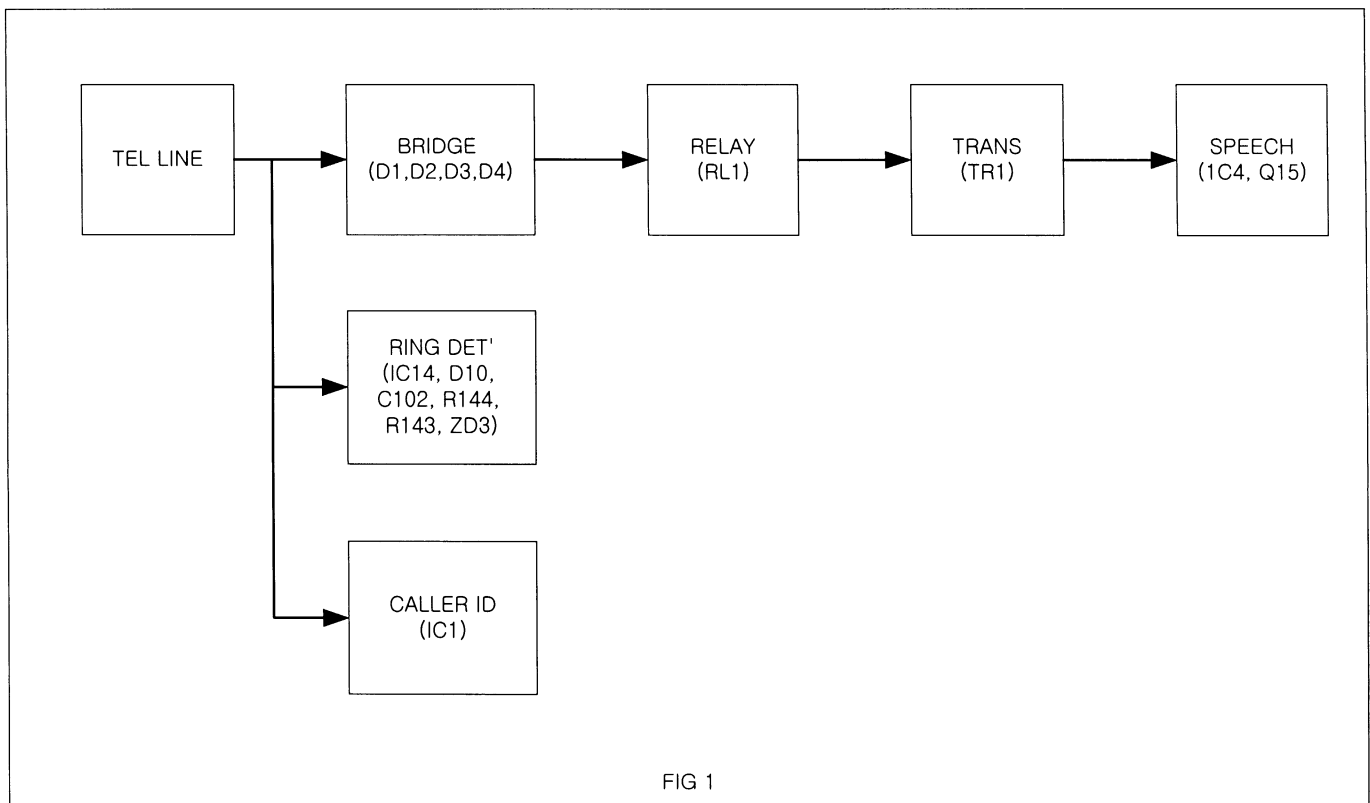 TEL LINE
BRIDGE
(D1,D2,D3,D4)
RELAY
(RL1)
TRANS
(TR1)
SPEECH
(1C4, Q15)
RING DET'
(IC14, D10,
C102, R144,
R143, ZD3)
CALLER ID
(IC1)
FIG 1